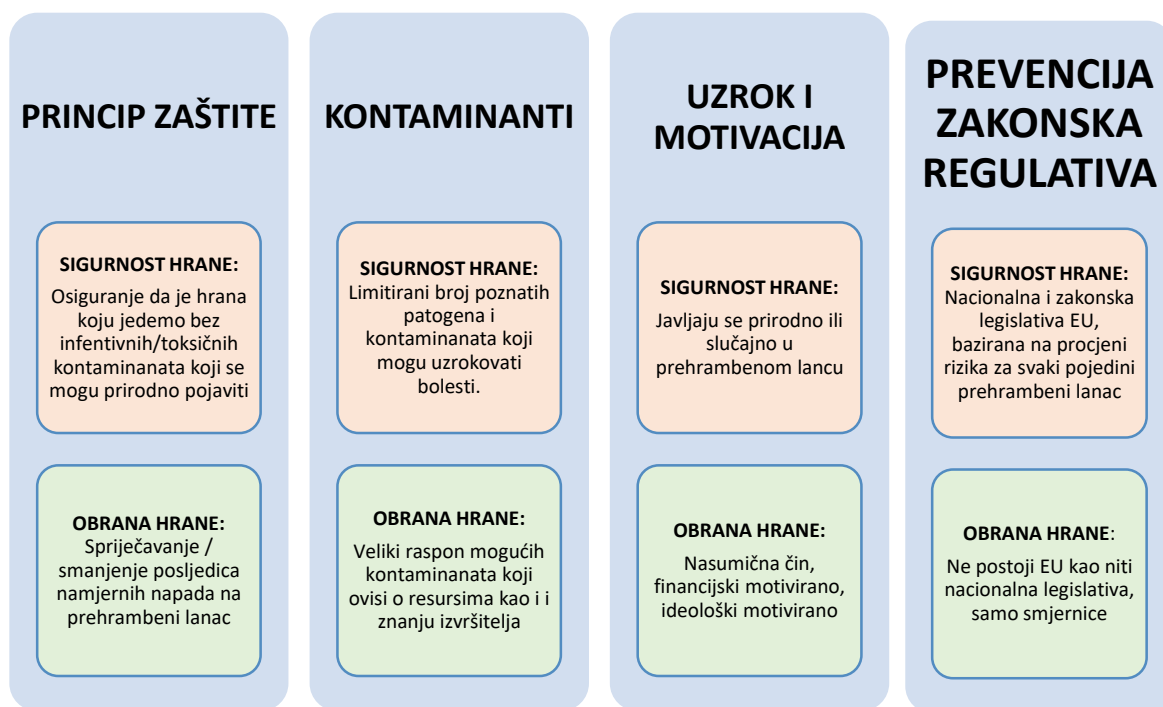 PRINCIP ZAŠTITE
SIGURNOST HRANE:
Osiguranje da je hrana
koju jedemo bez
infentivnih/toksičnih
kontaminanata koji se
mogu prirodno pojaviti
OBRANA HRANE:
Spriječavanje /
smanjenje posljedica
namjernih napada na
prehrambeni lanac
KONTAMINANTI
SIGURNOST HRANE:
Limitirani broj poznatih
patogena i
kontaminanata koji
mogu uzrokovati
bolesti.
OBRANA HRANE:
Veliki raspon mogućih
kontaminanata koji
ovisi o resursima kao i i
znanju izvršitelja
UZROK I
MOTIVACIJA
SIGURNOST HRANE:
Javljaju se prirodno ili
slučajno u
prehrambenom lancu
OBRANA HRANE:
Nasumična čin,
financijski motivirano,
ideološki motivirano
PREVENCIJA
ZAKONSKA
REGULATIVA
SIGURNOST HRANE:
Nacionalna i zakonska
legislativa EU,
bazirana na procjeni
rizika za svaki pojedini
prehrambeni lanac
OBRANA HRANE:
Ne postoji EU kao niti
nacionalna legislativa,
samo smjernice